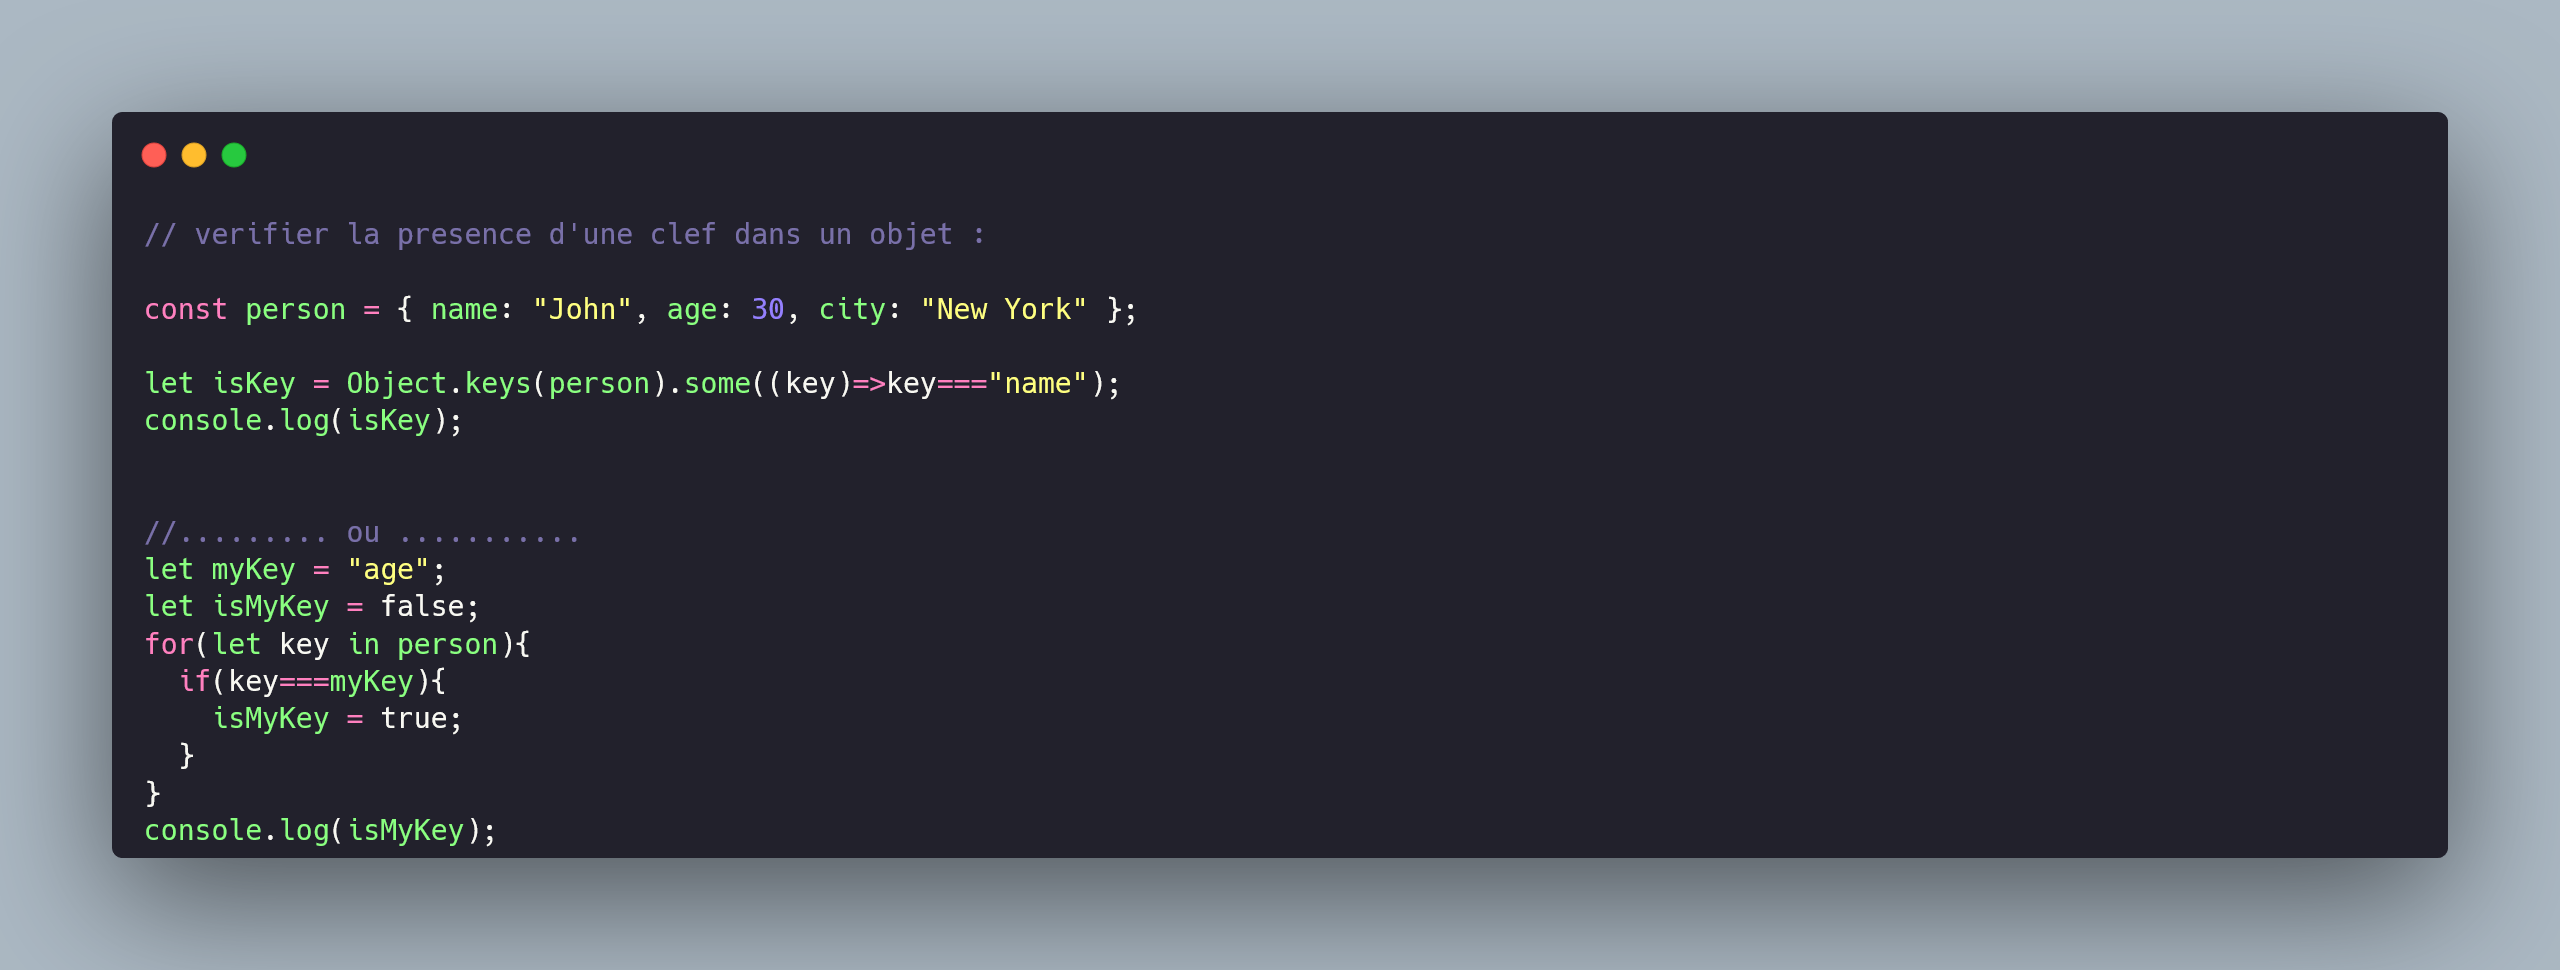 // verifier la presence d'une clef dans un objet :
const person = { name: "John", age: 30, city: "New York" };
let isKey = Object.keys(person).some((key)=>key==="name");
console.log(isKey);
//......... ou ...........
let myKey = "age";
let isMyKey = false;
for(let key in person){
  if(key===myKey){
    isMyKey = true;
  }
}
console.log(isMyKey);